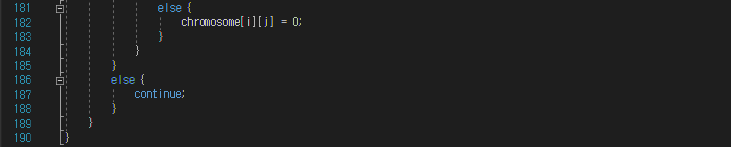 181 else {
182 chromosome[i][j] = 0;
183 }
184 }
185 }
186 else {
187 continue;
188 }
189 }
190 }